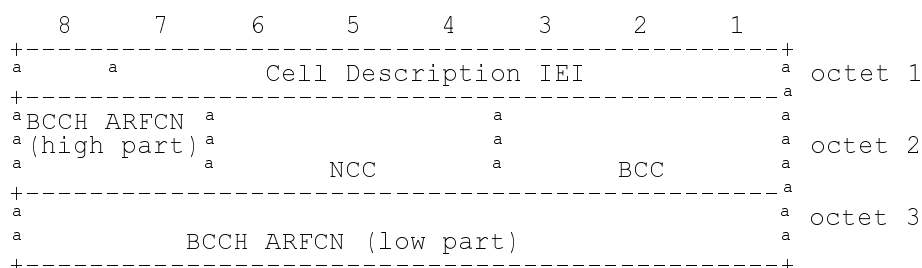 8 7 6 5 4 3 2 1
+---------------------------------------------------------------+
a a Cell Description IEI a octet 1
+---------------------------------------------------------------a
aBCCH ARFCN a a a
a(high part)a a a octet 2
a a NCC a BCC a
+---------------------------------------------------------------a
a a octet 3
a BCCH ARFCN (low part) a
+---------------------------------------------------------------+